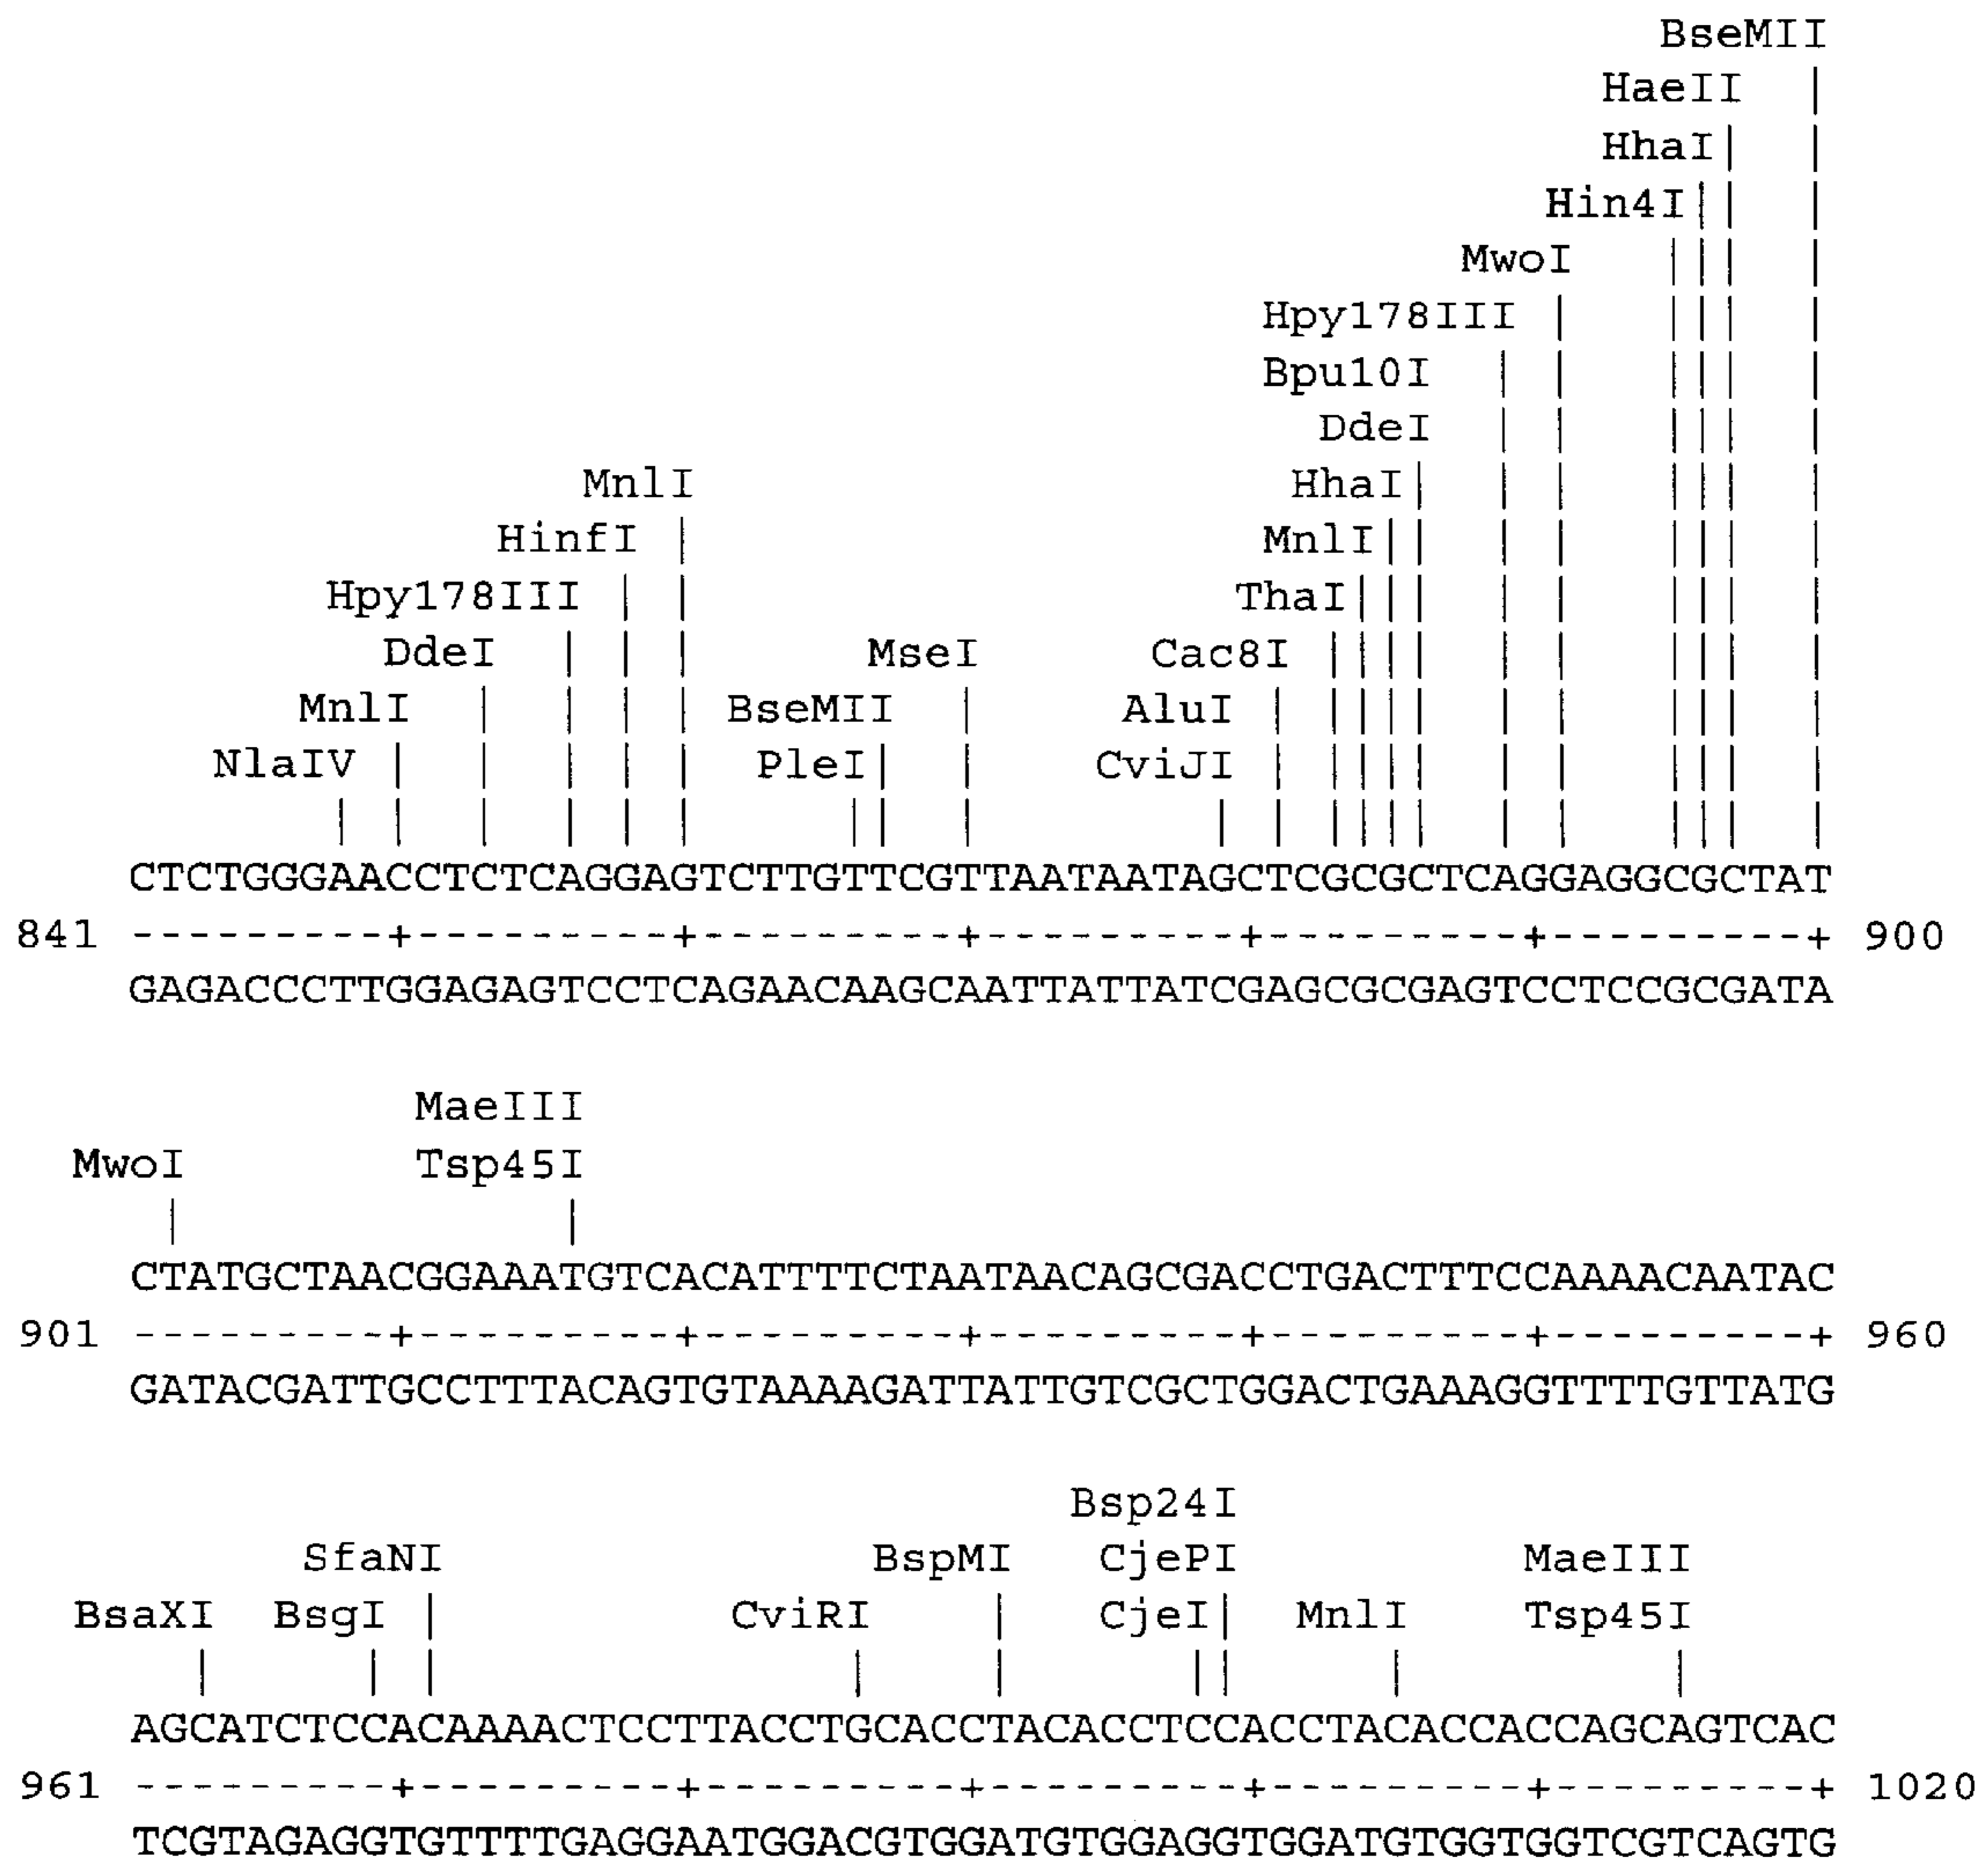 BseMII
HaeII
HhaI
Hin4I
MwoI
Hpy178III
Bpu10I
DdeI
MnlI HhaI
HinfI MnlI
Hpy178III ThaI
DdeI MseI Cac8I
MnlI BseMII AluI
NlaIV PleI CviJI
CTCTGGGAACCTCTCAGGAGTCTTGTTCGTTAATAATAGCTCGCGCTCAGGAGGCGCTAT
841 ---------+---------+---------+---------+---------+---------+ 900
GAGACCCTTGGAGAGTCCTCAGAACAAGCAATTATTATCGAGCGCGAGTCCTCCGCGATA
MaeIII
MwoI Tsp45I
CTATGCTAACGGAAATGTCACATTTTCTAATAACAGCGACCTGACTTTCCAAAACAATAC
901 ---------+---------+---------+---------+---------+---------+ 960
GATACGATTGCCTTTACAGTGTAAAAGATTATTGTCGCTGGACTGAAAGGTTTTGTTATG
Bsp24I
SfaNI BspMI CjePI MaeIII
BsaXI BsgI CviRI CjeI MnlI Tsp45I
AGCATCTCCACAAAACTCCTTACCTGCACCTACACCTCCACCTACACCACCAGCAGTCAC
961 ---------+---------+---------+---------+---------+---------+ 1020
TCGTAGAGGTGTTTTGAGGAATGGACGTGGATGTGGAGGTGGATGTGGTGGTCGTCAGTG